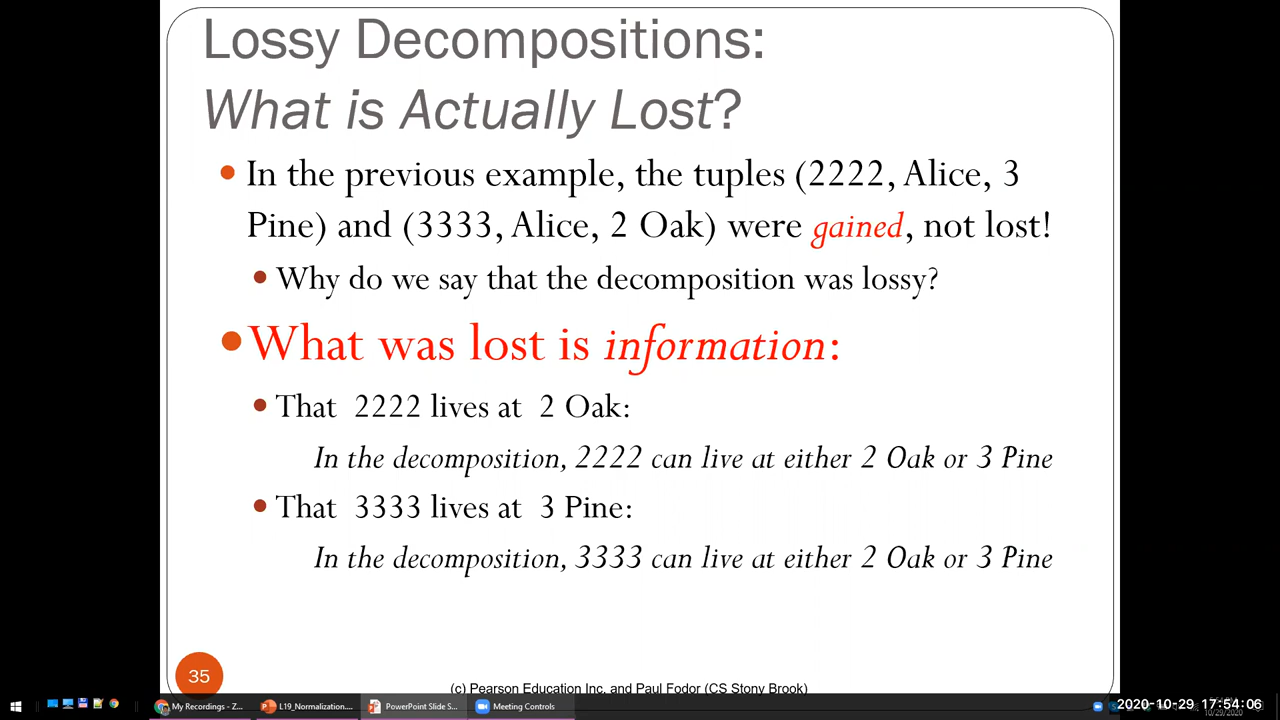 Lossy Decompositions:
What is Actually Lost?
In the previous example, the tuples (2222, Alice, 3
Pine) and (3333, Alice, 2 Oak) were gained, not lost!
Why do we say that the decomposition was lossy?
What was lost is information:
That 2222 lives at 2 Oak:
In the decomposition, 2222 can live at either 2 Oak or 3 Pine
That 3333 lives at 3 Pine:
In the decomposition, 3333 can live at either 2 Oak or 3 Pine
35
(c) Pearson Education Inc. and Paul Fodor (CS Stony Brook)
My Recordings - Z...
L19_Normalization....
PowerPoint Slide S...
Meeting Controls
2020-10-29 17:54:06